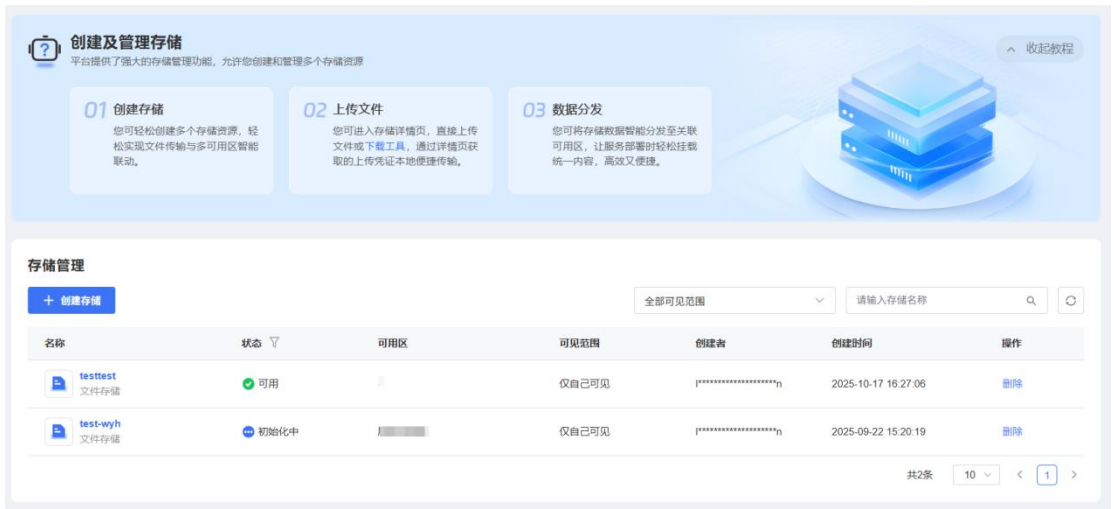 创建及管理存储
平台提供了强大的存储管理功能，允许您创建和管理多个存储资源
收起教程
01 创建存储
您可轻松创建多个存储资源，轻
松实现文件传输与多可用区智能
联动。
02 上传文件
您可进入存储详情页，直接上传
文件或下载工具，通过详情页获
取的上传凭证本地便捷传输。
03 数据分发
您可将存储数据智能分发至关联
可用区，让服务部署时轻松挂载
统一内容，高效又便捷。
存储管理
+ 创建存储
全部可见范围
请输入存储名称
名称 状态 可用区 可见范围 创建者 创建时间 操作
testtest
文件存储
可用 仅自己可见 l********************n 2025-10-17 16:27:06 删除
test-wyh
文件存储
初始化中 仅自己可见 l********************n 2025-09-22 15:20:19 删除
共2条 10 < 1 >